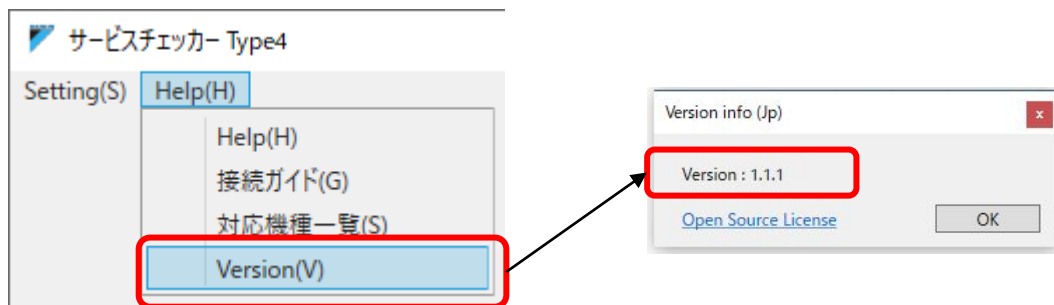 サービスチェッカー Type4
Setting(S) Help(H)
Help(H)
接続ガイド(G)
対応機種一覧(S)
Version(V)
Version info (Jp)
x
Version : 1.1.1
Open Source License
OK